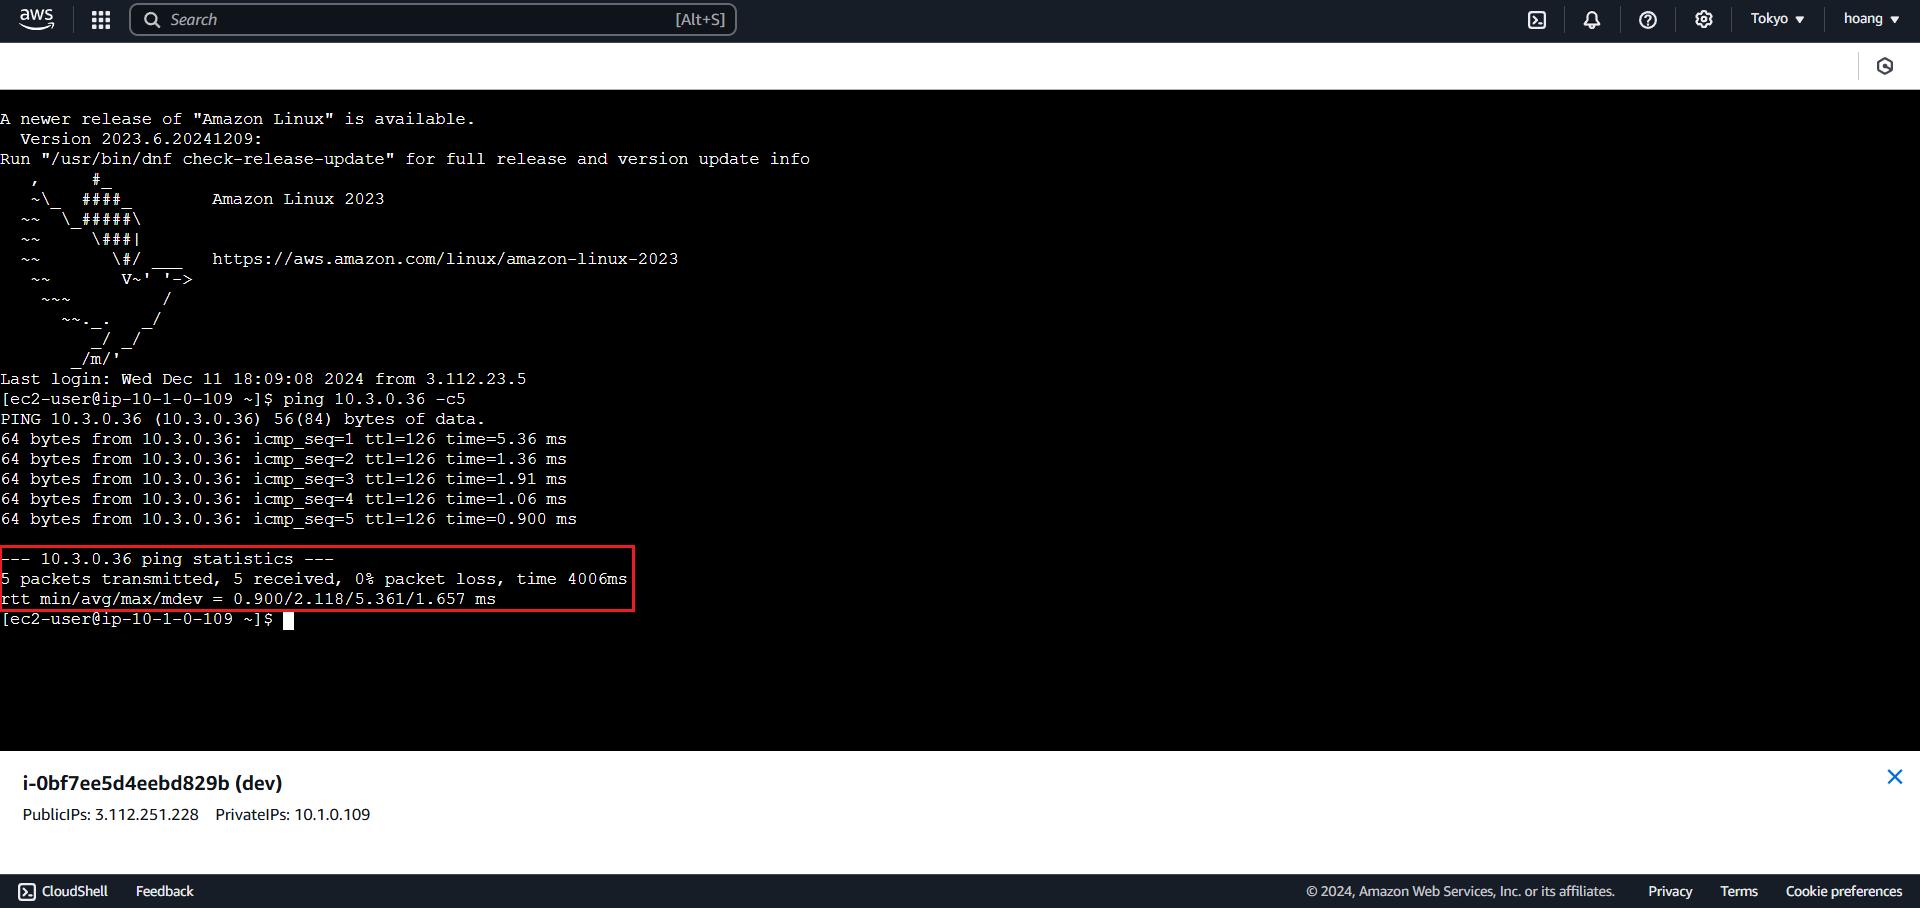 aws
Search [Alt+S]
Tokyo ▼
hoang ▼
A newer release of "Amazon Linux" is available.
  Version 2023.6.20241209:
Run "/usr/bin/dnf check-release-update" for full release and version update info
   ,     #_
   ~\_  ####_        Amazon Linux 2023
  ~~  \_#####\
  ~~     \###|
  ~~       \#/ ___   https://aws.amazon.com/linux/amazon-linux-2023
   ~~       V~' '->
    ~~~         /
      ~~._.   _/
         _/ _/
       _/m/'
Last login: Wed Dec 11 18:09:08 2024 from 3.112.23.5
[ec2-user@ip-10-1-0-109 ~]$ ping 10.3.0.36 -c5
PING 10.3.0.36 (10.3.0.36) 56(84) bytes of data.
64 bytes from 10.3.0.36: icmp_seq=1 ttl=126 time=5.36 ms
64 bytes from 10.3.0.36: icmp_seq=2 ttl=126 time=1.36 ms
64 bytes from 10.3.0.36: icmp_seq=3 ttl=126 time=1.91 ms
64 bytes from 10.3.0.36: icmp_seq=4 ttl=126 time=1.06 ms
64 bytes from 10.3.0.36: icmp_seq=5 ttl=126 time=0.900 ms
--- 10.3.0.36 ping statistics ---
5 packets transmitted, 5 received, 0% packet loss, time 4006ms
rtt min/avg/max/mdev = 0.900/2.118/5.361/1.657 ms
[ec2-user@ip-10-1-0-109 ~]$
i-0bf7ee5d4eebd829b (dev)
PublicIPs: 3.112.251.228 PrivateIPs: 10.1.0.109
CloudShell Feedback © 2024, Amazon Web Services, Inc. or its affiliates. Privacy Terms Cookie preferences